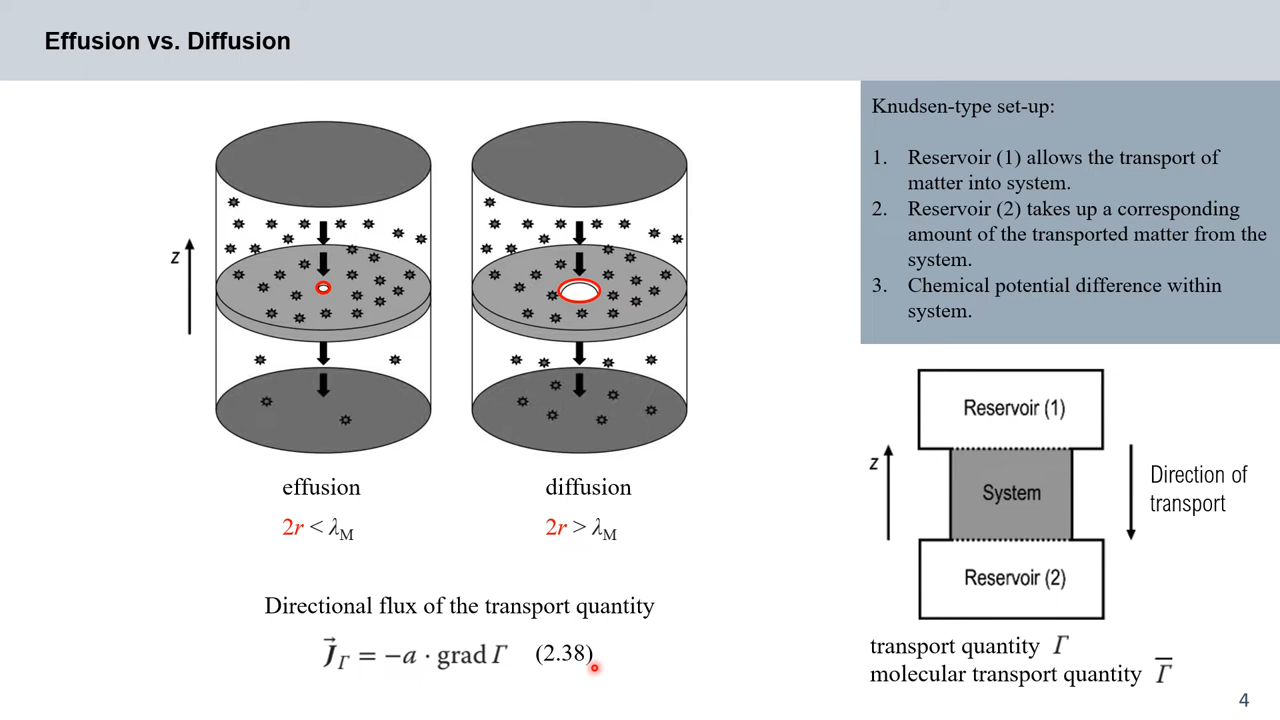 Effusion vs. Diffusion
z
effusion
2r < λM
diffusion
2r > λM
Directional flux of the transport quantity
J⃗Γ = −a · grad Γ (2.38)
Knudsen-type set-up:
1. Reservoir (1) allows the transport of
matter into system.
2. Reservoir (2) takes up a corresponding
amount of the transported matter from the
system.
3. Chemical potential difference within
system.
Reservoir (1)
z
System
Direction of
transport
Reservoir (2)
transport quantity Γ
molecular transport quantity Γ̅
4